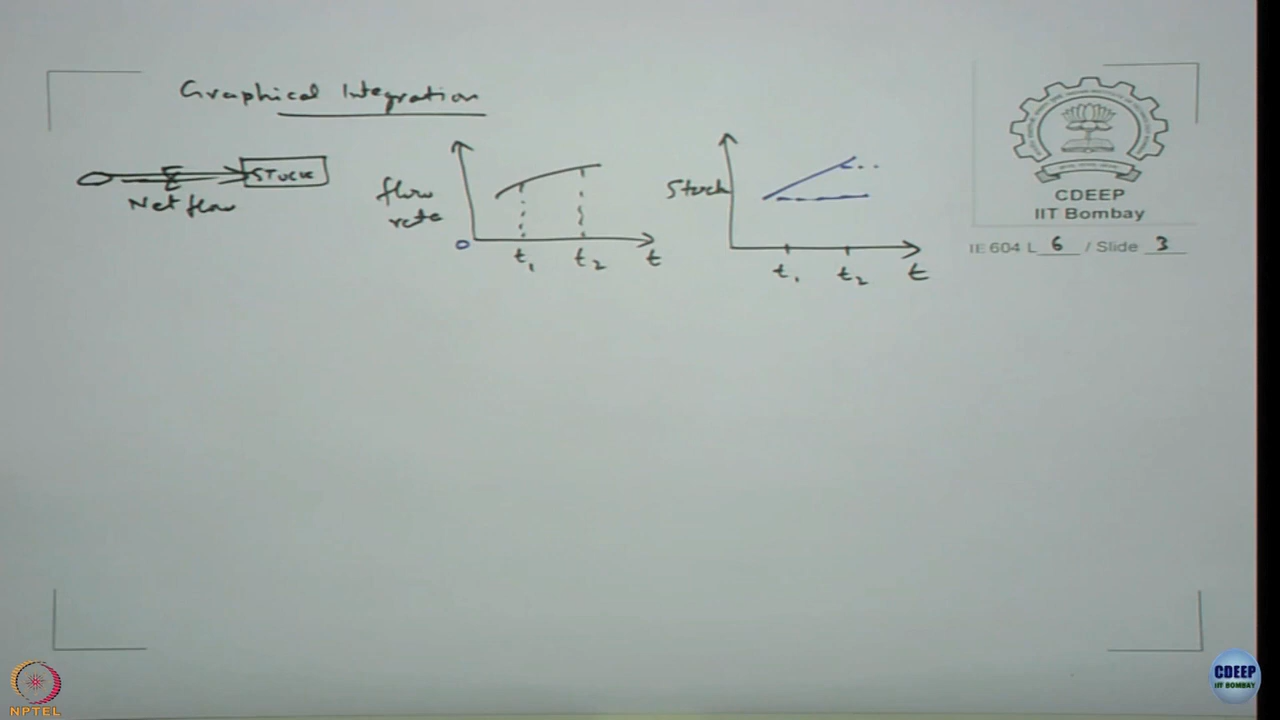 Graphical Integration
STOCK
Net flow
flow
rate
0
t1
t2
t
Stock
t1
t2
t
CDEEP
IIT Bombay
IE 604 L 6 / Slide 3
NPTEL
CDEEP
IIT BOMBAY